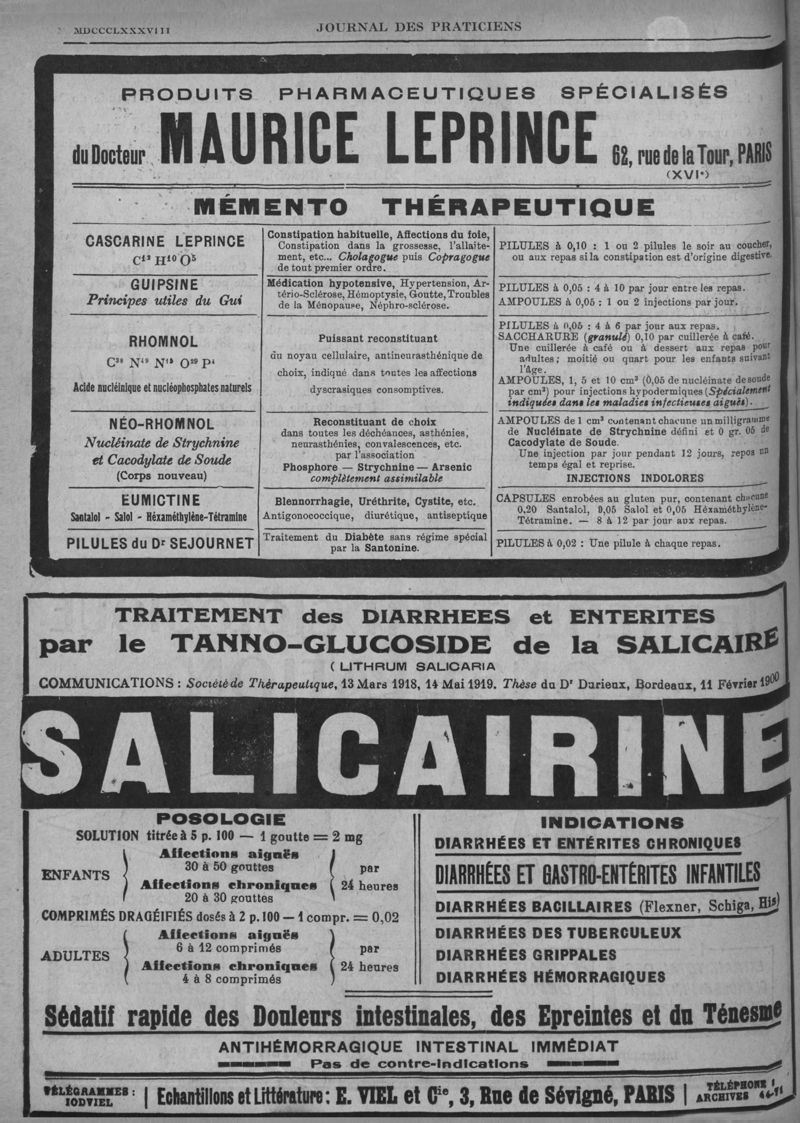 MDCCCLXXXVIII
JOURNAL DES PRATICIENS
PRODUITS PHARMACEUTIQUES SPÉCIALISÉS
du Docteur MAURICE LEPRINCE 62, rue de la Tour, PARIS
(XVIe)
MÉMENTO THÉRAPEUTIQUE
CASCARINE LEPRINCE
C¹² H¹⁰ O⁵
Constipation habituelle, Affections du foie,
Constipation dans la grossesse, l'allaite-
ment, etc... Cholagogue puis Copragogue
de tout premier ordre.
PILULES à 0,10 : 1 ou 2 pilules le soir au coucher,
ou aux repas si la constipation est d'origine digestive.
GUIPSINE
Principes utiles du Gui
Médication hypotensive, Hypertension, Ar-
tério-Sclérose, Hémoptysie, Goutte, Troubles
de la Ménopause, Néphro-sclérose.
PILULES à 0,05 : 4 à 10 par jour entre les repas.
AMPOULES à 0,05 : 1 ou 2 injections par jour.
RHOMNOL
C³⁸ N⁴⁹ N¹⁵ O²⁹ P⁴
Acide nucléinique et nucléophosphates naturels
Puissant reconstituant
du noyau cellulaire, antineurasthénique de
choix, indiqué dans toutes les affections
dyscrasiques consomptives.
PILULES à 0,05 : 4 à 6 par jour aux repas.
SACCHARURE (granulé) 0,10 par cuillerée à café.
Une cuillerée à café ou à dessert aux repas pour
adultes ; moitié ou quart pour les enfants suivant
l'âge.
AMPOULES, 1, 5 et 10 cm³ (0,05 de nucléinate de soude
par cm³) pour injections hypodermiques (Spécialement
indiquées dans les maladies infectieuses aiguës).
NÉO-RHOMNOL
Nucléinate de Strychnine
et Cacodylate de Soude
(Corps nouveau)
Reconstituant de choix
dans toutes les déchéances, asthénies,
neurasthénies, convalescences, etc.
par l'association
Phosphore — Strychnine — Arsenic
complètement assimilable
AMPOULES de 1 cm³ contenant chacune un milligramme
de Nucléinate de Strychnine défini et 0 gr. 05 de
Cacodylate de Soude.
Une injection par jour pendant 12 jours, repos un
temps égal et reprise.
INJECTIONS INDOLORES
EUMICTINE
Santalol - Salol - Héxaméthylène-Tétramine
Blennorrhagie, Uréthrite, Cystite, etc.
Antigonococcique, diurétique, antiseptique
CAPSULES enrobées au gluten pur, contenant chacune
0.20 Santalol, 0,05 Salol et 0,05 Héxaméthylène-
Tétramine. — 8 à 12 par jour aux repas.
PILULES du Dr SEJOURNET
Traitement du Diabète sans régime spécial
par la Santonine.
PILULES à 0,02 : Une pilule à chaque repas.
TRAITEMENT des DIARRHEES et ENTERITES
par le TANNO-GLUCOSIDE de la SALICAIRE
(LITHRUM SALICARIA
COMMUNICATIONS : Société de Thérapeutique, 13 Mars 1918, 14 Mai 1919. Thèse du Dr Durieux, Bordeaux, 11 Février 1900
SALICAIRINE
POSOLOGIE
SOLUTION titrée à 5 p. 100 — 1 goutte = 2 mg
ENFANTS
Affections aiguës
30 à 50 gouttes
Affections chroniques
20 à 30 gouttes
par
24 heures
COMPRIMÉS DRAGÉIFIÉS dosés à 2 p. 100 — 1 compr. = 0,02
ADULTES
Affections aiguës
6 à 12 comprimés
Affections chroniques
4 à 8 comprimés
par
24 heures
INDICATIONS
DIARRHÉES ET ENTÉRITES CHRONIQUES
DIARRHÉES ET GASTRO-ENTÉRITES INFANTILES
DIARRHÉES BACILLAIRES (Flexner, Schiga, His)
DIARRHÉES DES TUBERCULEUX
DIARRHÉES GRIPPALES
DIARRHÉES HÉMORRAGIQUES
Sédatif rapide des Douleurs intestinales, des Epreintes et du Ténesme
ANTIHÉMORRAGIQUE INTESTINAL IMMÉDIAT
Pas de contre-indications
TÉLÉGRAMMES :
IODVIEL
Echantillons et Littérature : E. VIEL et Cie, 3, Rue de Sévigné, PARIS
TÉLÉPHONE
ARCHIVES